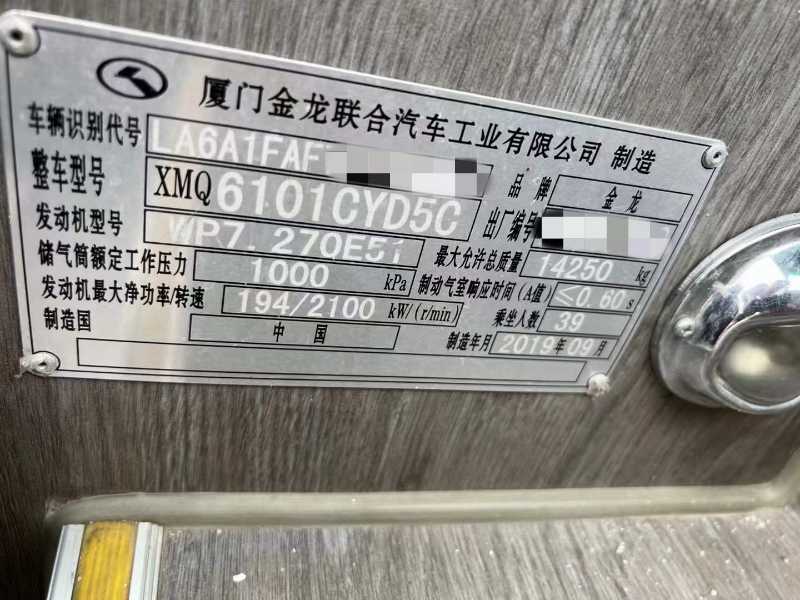 厦门金龙联合汽车工业有限公司 制造
车辆识别代号 LA6A1FAF
品牌 金龙
整车型号 XMQ6101CYD5C
出厂编号
发动机型号 WP7.270E51
最大允许总质量 14250 kg
储气筒额定工作压力 1000 kPa
制动气室响应时间(A值) ≤0.60s
发动机最大净功率/转速 194/2100 kW/(r/min)
乘坐人数 39
制造国 中国
制造年月 2019年09月